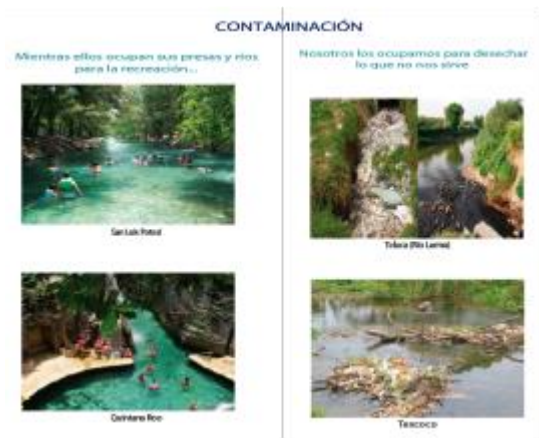 CONTAMINACIÓN
Mientras ellos ocupan sus presas y ríos
para la recreación...
San Luis Potosí
Quintana Roo
Nosotros los ocupamos para desechar
lo que no nos sirve
Toluca (Río Lerma)
Texcoco